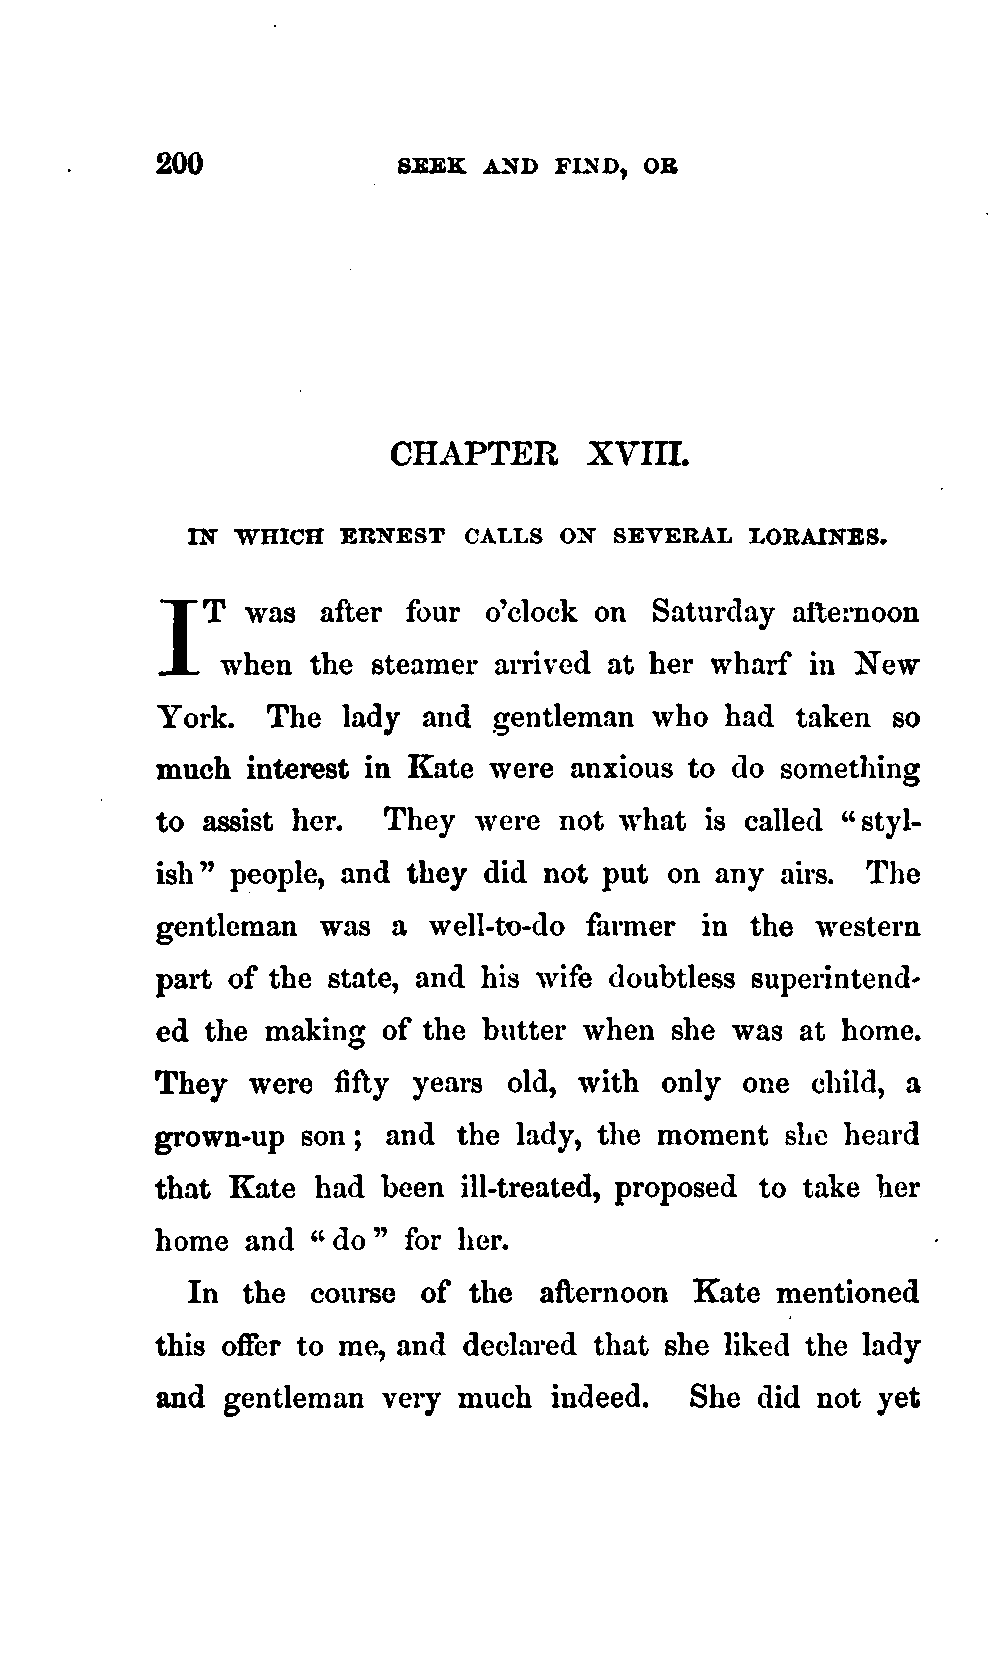 200 SEEK AND FIND, OR
CHAPTER XVIII.
IN WHICH ERNEST CALLS ON SEVERAL LORAINES.
IT was after four o'clock on Saturday afternoon
when the steamer arrived at her wharf in New
York. The lady and gentleman who had taken so
much interest in Kate were anxious to do something
to assist her. They were not what is called "styl-
ish" people, and they did not put on any airs. The
gentleman was a well-to-do farmer in the western
part of the state, and his wife doubtless superintend-
ed the making of the butter when she was at home.
They were fifty years old, with only one child, a
grown-up son; and the lady, the moment she heard
that Kate had been ill-treated, proposed to take her
home and "do" for her.
In the course of the afternoon Kate mentioned
this offer to me, and declared that she liked the lady
and gentleman very much indeed. She did not yet